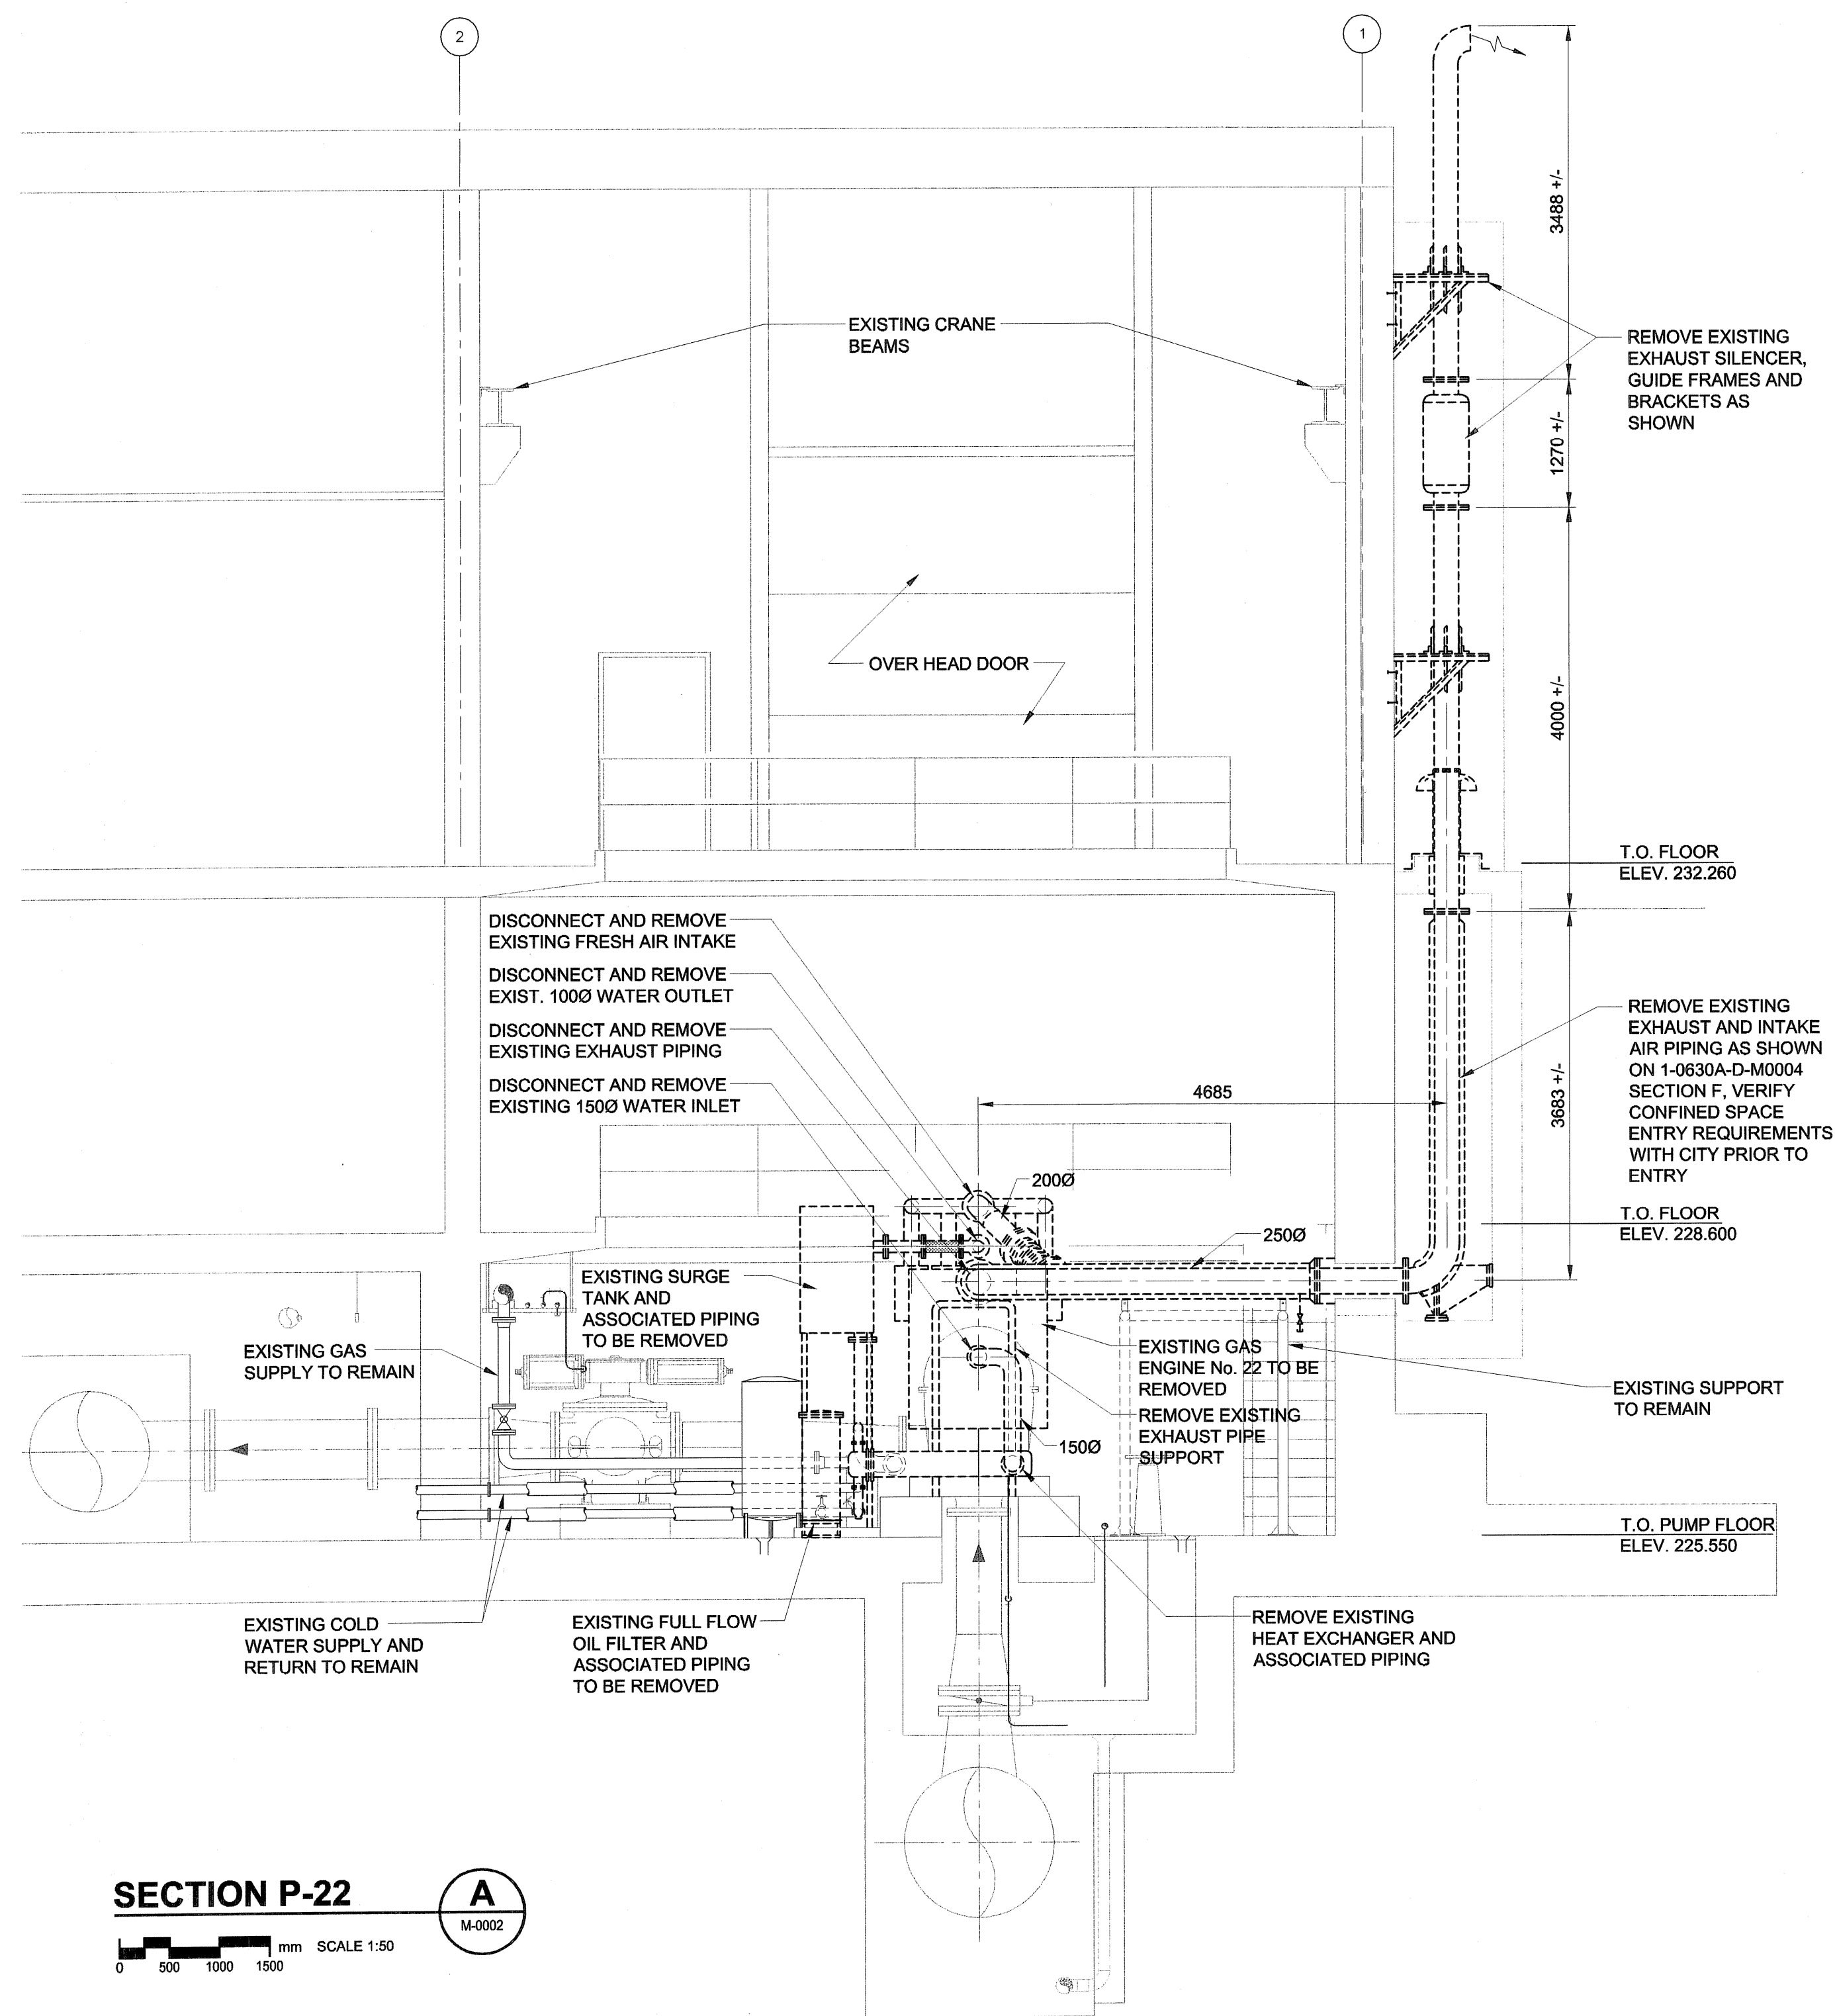 2
1
3488 +/-
EXISTING CRANE
BEAMS
REMOVE EXISTING
EXHAUST SILENCER,
GUIDE FRAMES AND
BRACKETS AS
SHOWN
1270 +/-
OVER HEAD DOOR
4000 +/-
T.O. FLOOR
ELEV. 232.260
DISCONNECT AND REMOVE
EXISTING FRESH AIR INTAKE
DISCONNECT AND REMOVE
EXIST. 100Ø WATER OUTLET
DISCONNECT AND REMOVE
EXISTING EXHAUST PIPING
DISCONNECT AND REMOVE
EXISTING 150Ø WATER INLET
4685
3683 +/-
REMOVE EXISTING
EXHAUST AND INTAKE
AIR PIPING AS SHOWN
ON 1-0630A-D-M0004
SECTION F, VERIFY
CONFINED SPACE
ENTRY REQUIREMENTS
WITH CITY PRIOR TO
ENTRY
200Ø
250Ø
T.O. FLOOR
ELEV. 228.600
EXISTING SURGE
TANK AND
ASSOCIATED PIPING
TO BE REMOVED
EXISTING GAS
SUPPLY TO REMAIN
EXISTING GAS
ENGINE No. 22 TO BE
REMOVED
REMOVE EXISTING
EXHAUST PIPE
SUPPORT
150Ø
EXISTING SUPPORT
TO REMAIN
T.O. PUMP FLOOR
ELEV. 225.550
EXISTING COLD
WATER SUPPLY AND
RETURN TO REMAIN
EXISTING FULL FLOW
OIL FILTER AND
ASSOCIATED PIPING
TO BE REMOVED
REMOVE EXISTING
HEAT EXCHANGER AND
ASSOCIATED PIPING
SECTION P-22
A
M-0002
mm SCALE 1:50
0 500 1000 1500